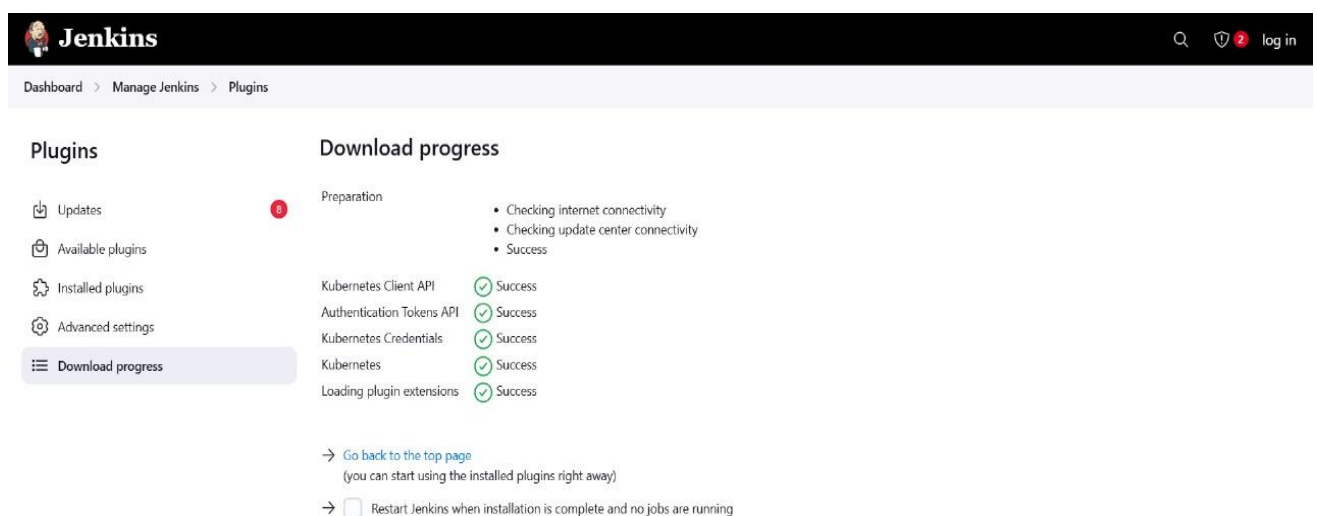 Jenkins
2 log in
Dashboard > Manage Jenkins > Plugins
Plugins
Updates 8
Available plugins
Installed plugins
Advanced settings
Download progress
Download progress
Preparation
• Checking internet connectivity
• Checking update center connectivity
• Success
Kubernetes Client API Success
Authentication Tokens API Success
Kubernetes Credentials Success
Kubernetes Success
Loading plugin extensions Success
→ Go back to the top page
(you can start using the installed plugins right away)
→ Restart Jenkins when installation is complete and no jobs are running